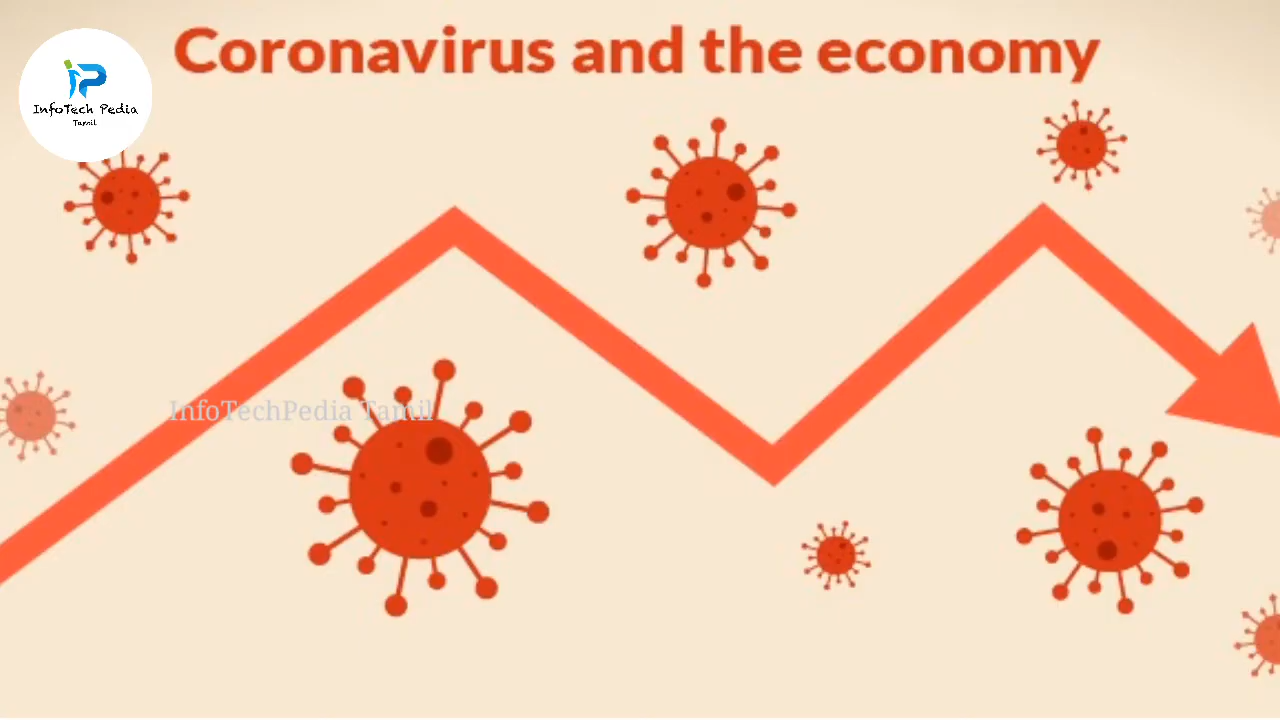 Coronavirus and the economy
InfoTech Pedia
Tamil
InfoTechPedia Tamil